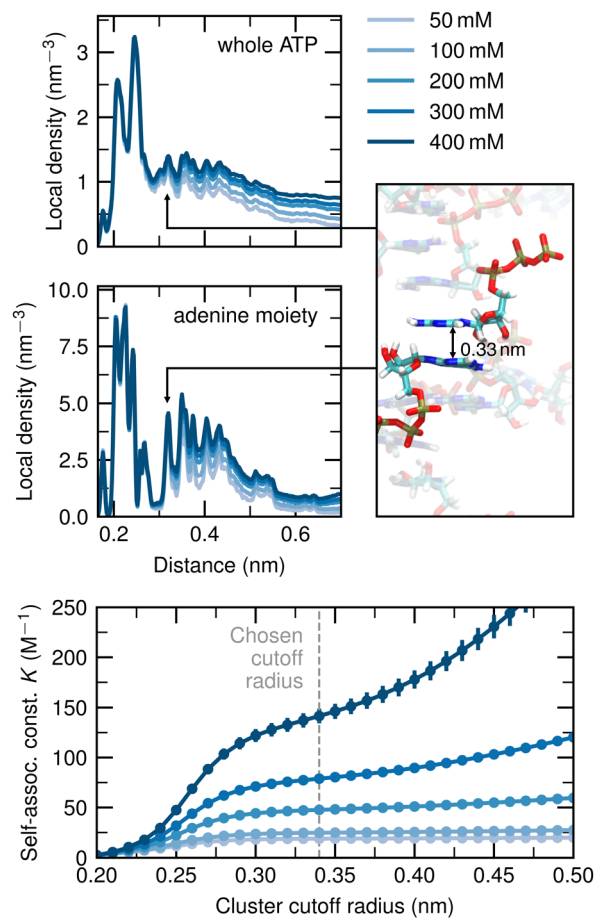 whole ATP
Local density (nm⁻³)
3
2
1
0
50 mM
100 mM
200 mM
300 mM
400 mM
adenine moiety
Local density (nm⁻³)
10.0
7.5
5.0
2.5
0.0
0.2
0.4
0.6
Distance (nm)
0.33 nm
Chosen
cutoff
radius
Self-assoc. const. K (M⁻¹)
250
200
150
100
50
0
0.20
0.25
0.30
0.35
0.40
0.45
0.50
Cluster cutoff radius (nm)